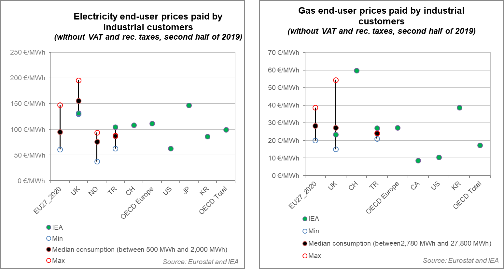 Electricity end-user prices paid by
industrial customers
(without VAT and rec. taxes, second half of 2019)
250 €/MWh
200 €/MWh
150 €/MWh
100 €/MWh
50 €/MWh
0 €/MWh
EU27_2020
UK
NO
TR
CH
OECD Europe
US
JP
KR
OECD Total
IEA
Min
Median consumption (between 500 MWh and 2,000 MWh)
Max
Source: Eurostat and IEA
Gas end-user prices paid by industrial
customers
(without VAT and rec. taxes, second half of 2019)
70 €/MWh
60 €/MWh
50 €/MWh
40 €/MWh
30 €/MWh
20 €/MWh
10 €/MWh
0 €/MWh
EU27_2020
UK
CH
TR
OECD Europe
CA
US
KR
OECD Total
IEA
Min
Median consumption (between2,780 MWh and 27,800 MWh)
Max
Source: Eurostat and IEA